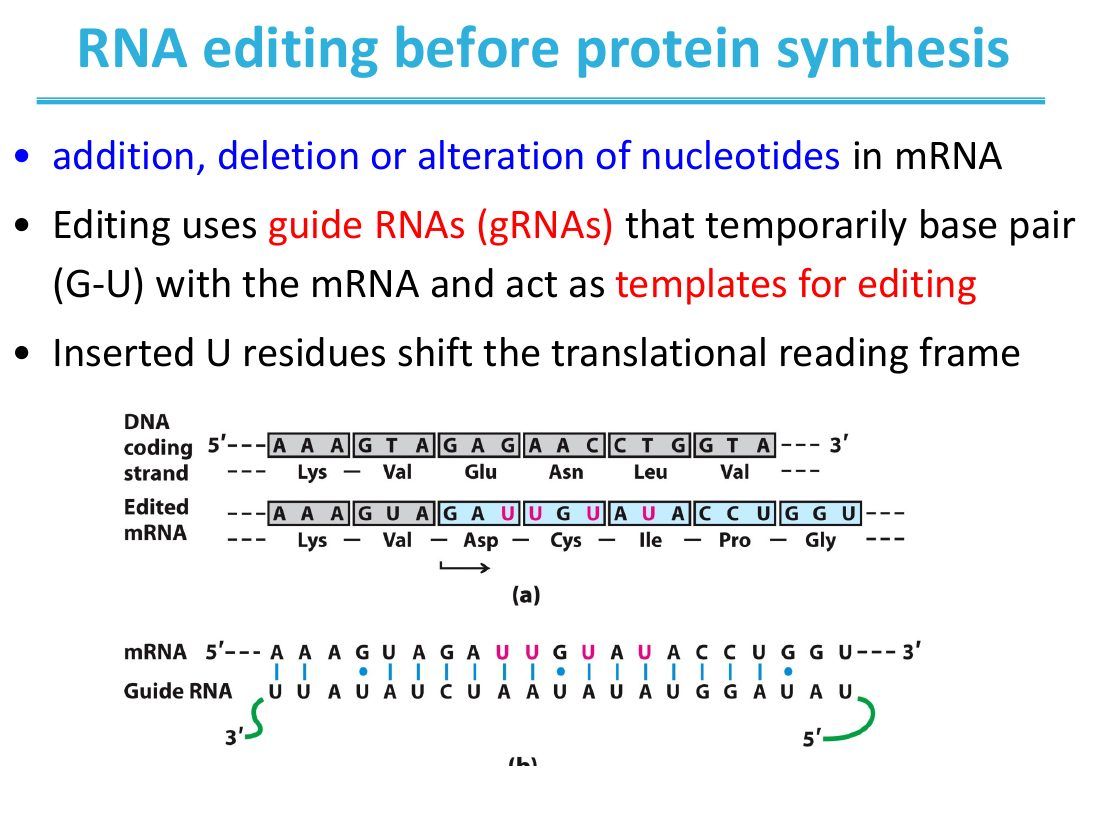 RNA editing before protein synthesis
• addition, deletion or alteration of nucleotides in mRNA
• Editing uses guide RNAs (gRNAs) that temporarily base pair
(G-U) with the mRNA and act as templates for editing
• Inserted U residues shift the translational reading frame
DNA
coding
strand
5′--- A A A G T A G A G A A C C T G G T A --- 3′
--- Lys — Val Glu Asn Leu Val ---
Edited
mRNA
--- A A A G U A G A U U G U A U A C C U G G U ---
--- Lys — Val — Asp — Cys — Ile — Pro — Gly ---
(a)
mRNA 5′--- A A A G U A G A U U G U A U A C C U G G U --- 3′
Guide RNA U U A U A U C U A A U A U A U G G A U A U
3′ 5′
(b)